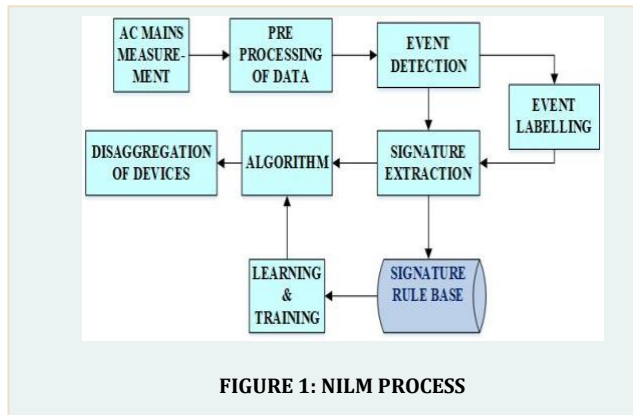 AC MAINS
MEASURE-
MENT
PRE
PROCESSING
OF DATA
EVENT
DETECTION
EVENT
LABELLING
DISAGGREGATION
OF DEVICES
ALGORITHM
SIGNATURE
EXTRACTION
LEARNING
&
TRAINING
SIGNATURE
RULE BASE
FIGURE 1: NILM PROCESS